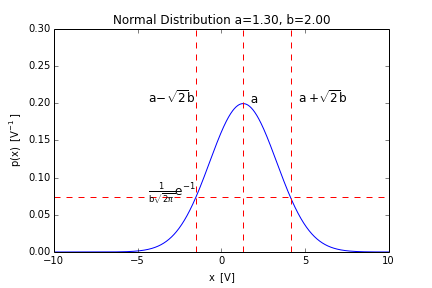 Normal Distribution a=1.30, b=2.00
0.30
0.25
0.20
0.15
0.10
0.05
0.00
p(x) [V⁻¹]
a−√2b
a
a+√2b
1/(b√2π) e⁻¹
−10
−5
0
5
10
x [V]